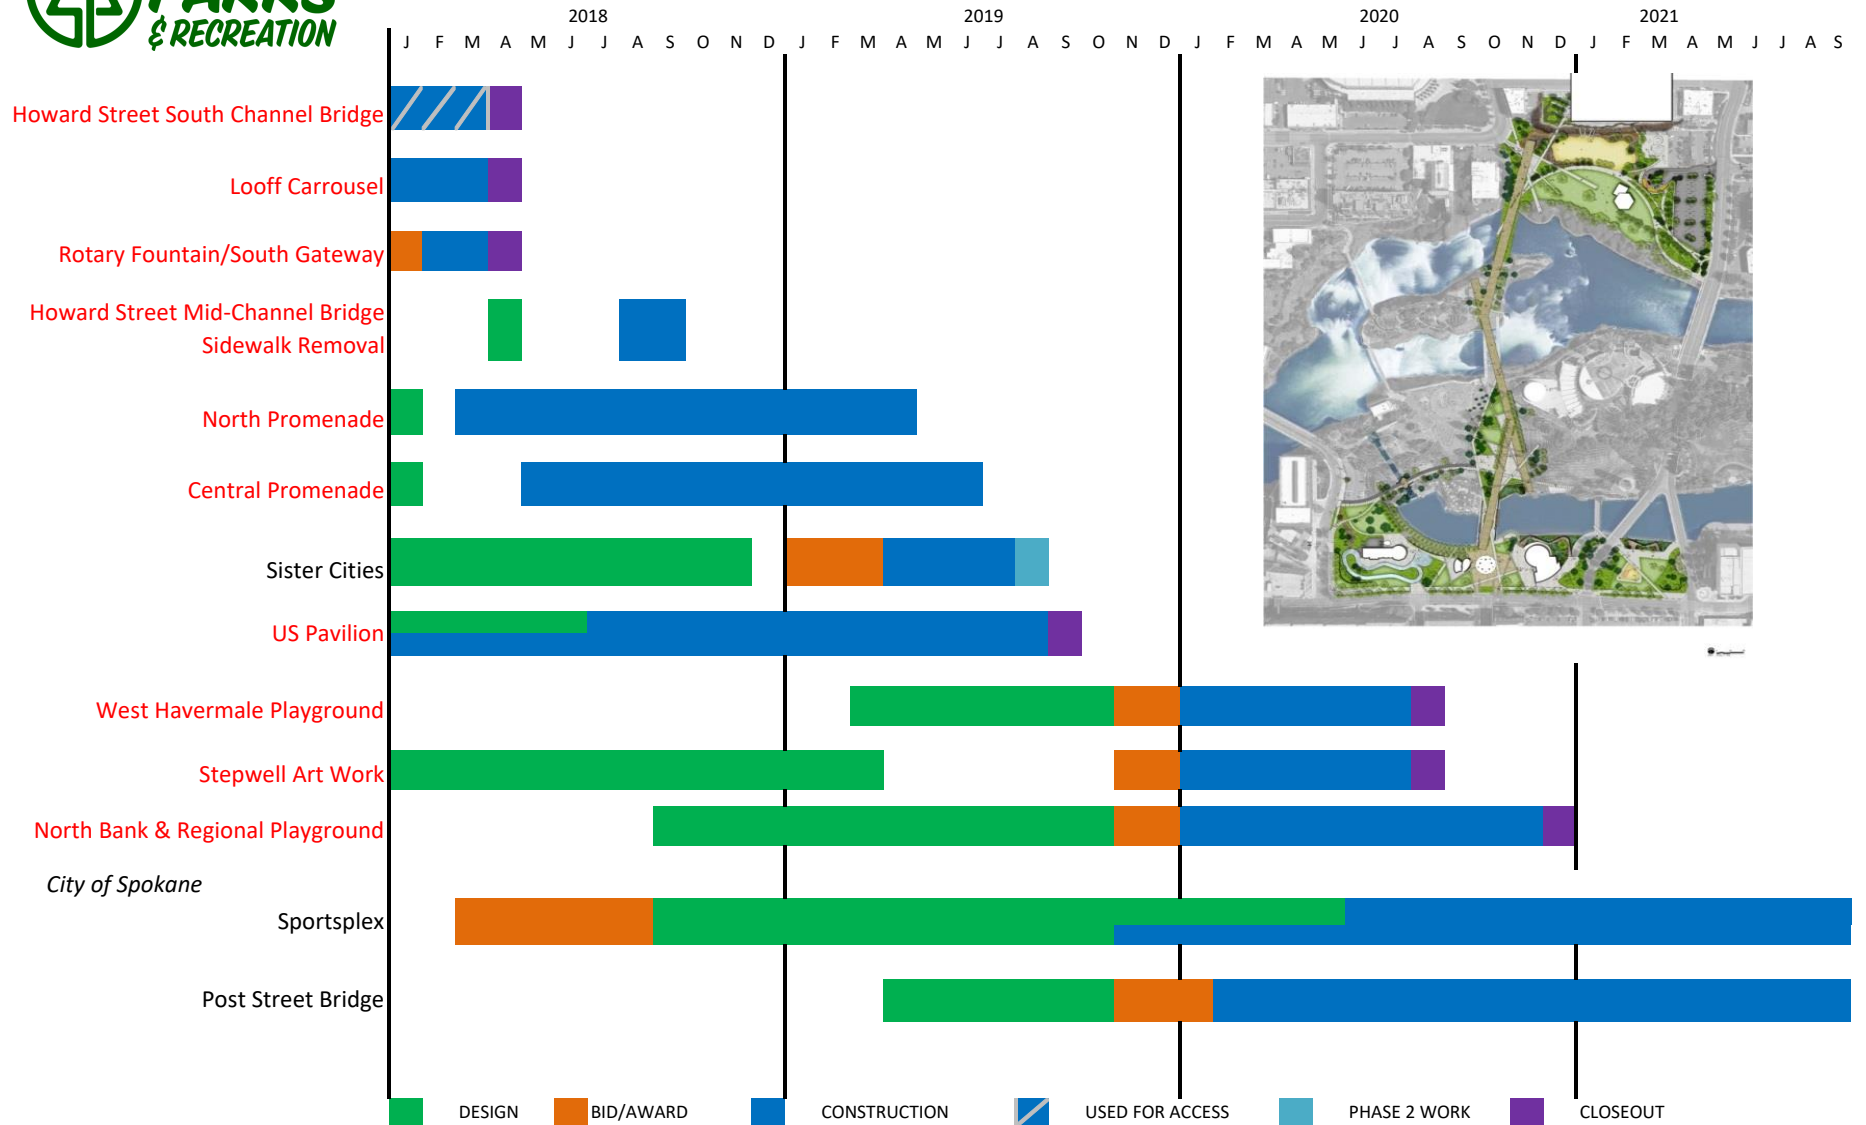 PARKS
& RECREATION
2018 2019 2020 2021
J F M A M J J A S O N D J F M A M J J A S O N D J F M A M J J A S O N D J F M A M J J A S
Howard Street South Channel Bridge
Looff Carrousel
Rotary Fountain/South Gateway
Howard Street Mid-Channel Bridge
Sidewalk Removal
North Promenade
Central Promenade
Sister Cities
US Pavilion
West Havermale Playground
Stepwell Art Work
North Bank & Regional Playground
City of Spokane
Sportsplex
Post Street Bridge
DESIGN BID/AWARD CONSTRUCTION USED FOR ACCESS PHASE 2 WORK CLOSEOUT